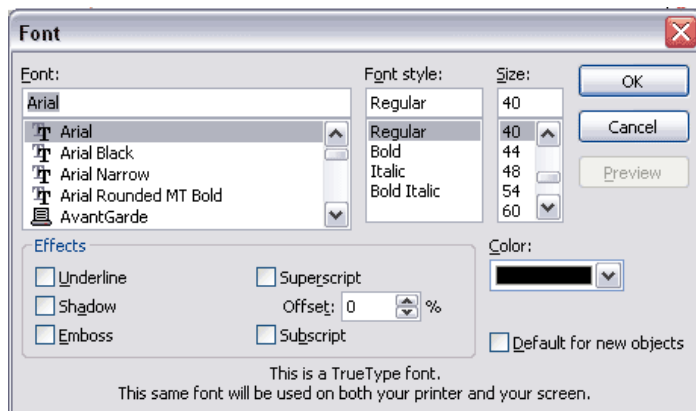 Font
Font: Font style: Size:
Arial Regular 40 OK
Arial Regular 40
Arial Black Bold 44 Cancel
Arial Narrow Italic 48
Arial Rounded MT Bold Bold Italic 54 Preview
AvantGarde 60
Effects Color:
Underline Superscript
Shadow Offset: 0 %
Emboss Subscript Default for new objects
This is a TrueType font.
This same font will be used on both your printer and your screen.